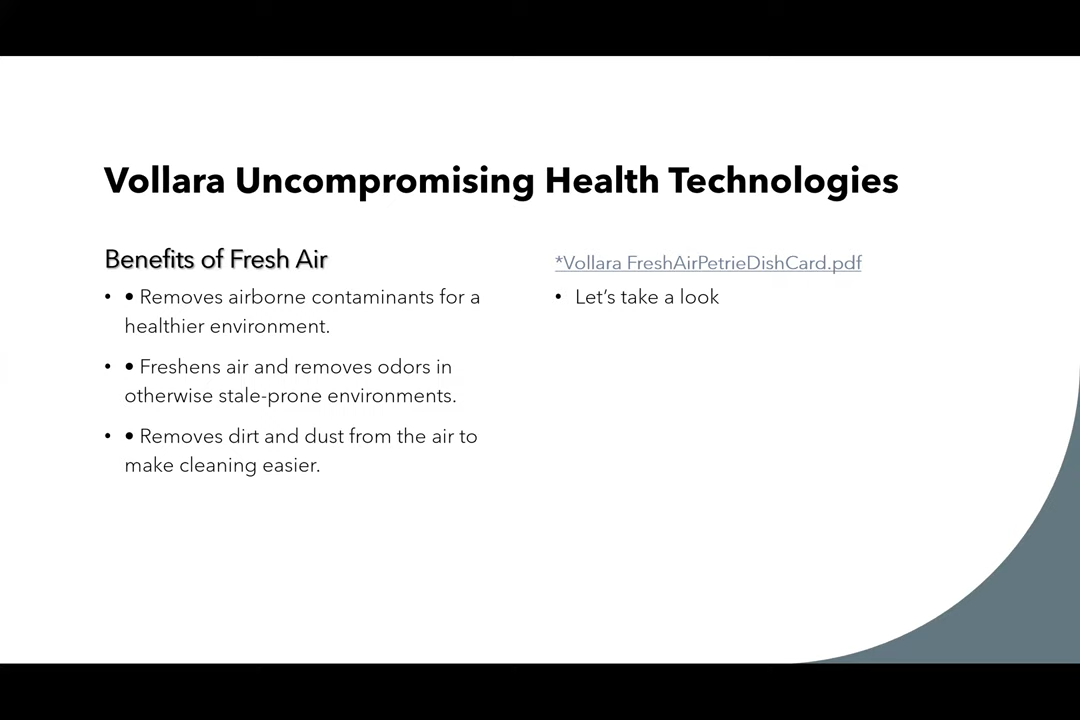 Vollara Uncompromising Health Technologies
Benefits of Fresh Air
• • Removes airborne contaminants for a
healthier environment.
• • Freshens air and removes odors in
otherwise stale-prone environments.
• • Removes dirt and dust from the air to
make cleaning easier.
*Vollara FreshAirPetrieDishCard.pdf
• Let’s take a look